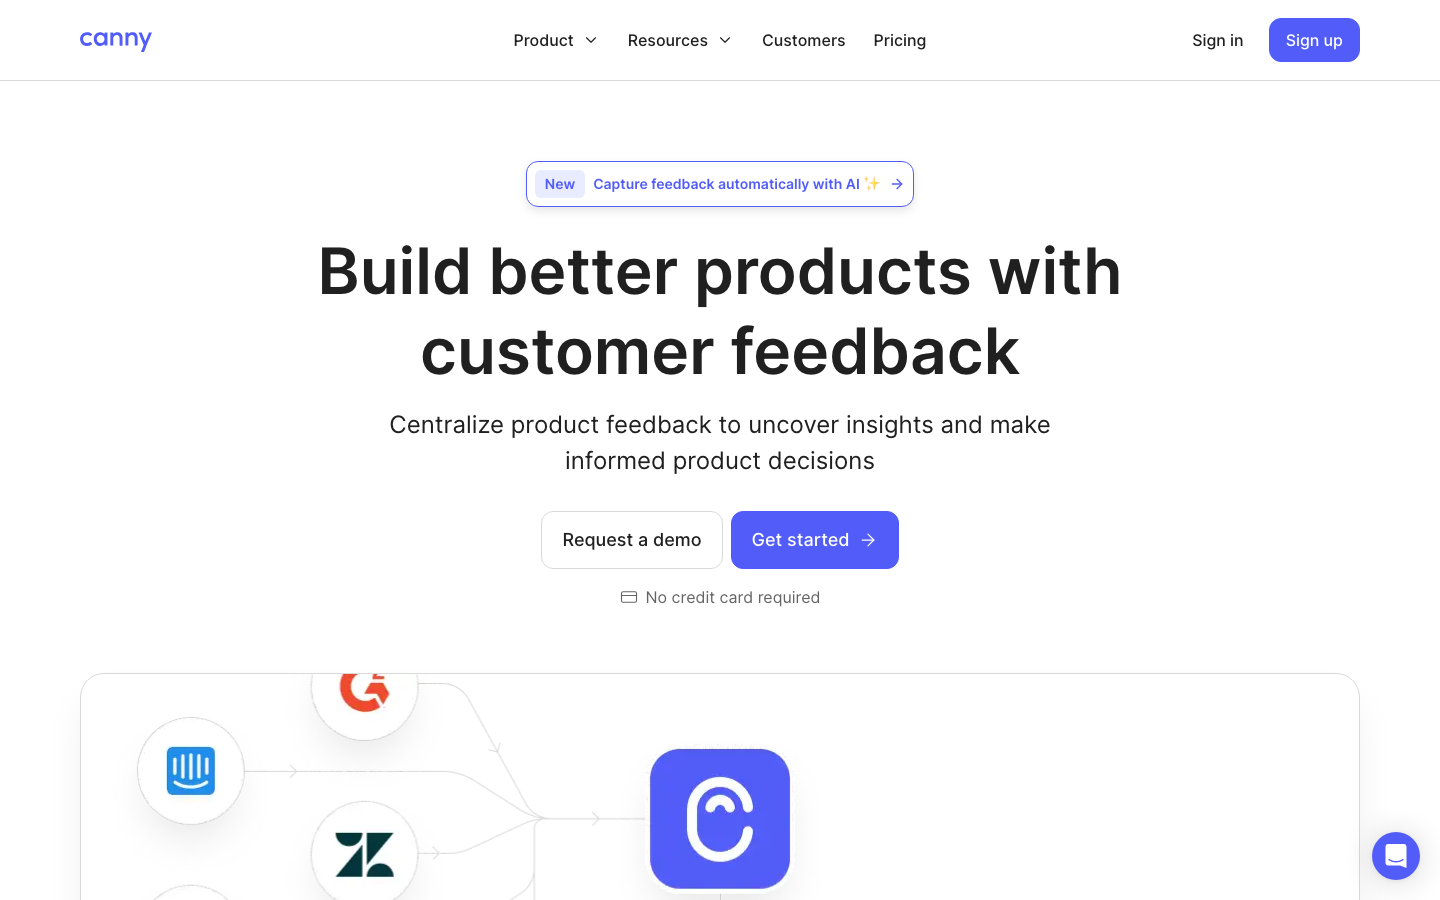 canny
Product
Resources
Customers
Pricing
Sign in
Sign up
New Capture feedback automatically with AI ✨ →
Build better products with
customer feedback
Centralize product feedback to uncover insights and make
informed product decisions
Request a demo
Get started →
No credit card required